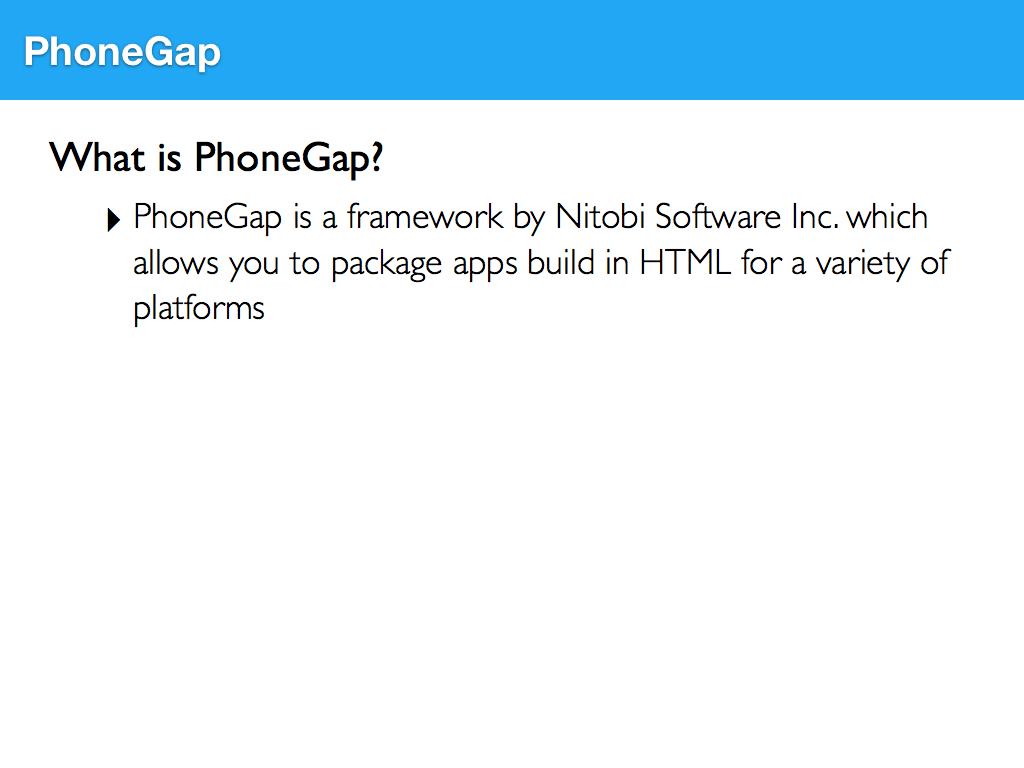 PhoneGap
What is PhoneGap?
PhoneGap is a framework by Nitobi Software Inc. which
allows you to package apps build in HTML for a variety of
platforms